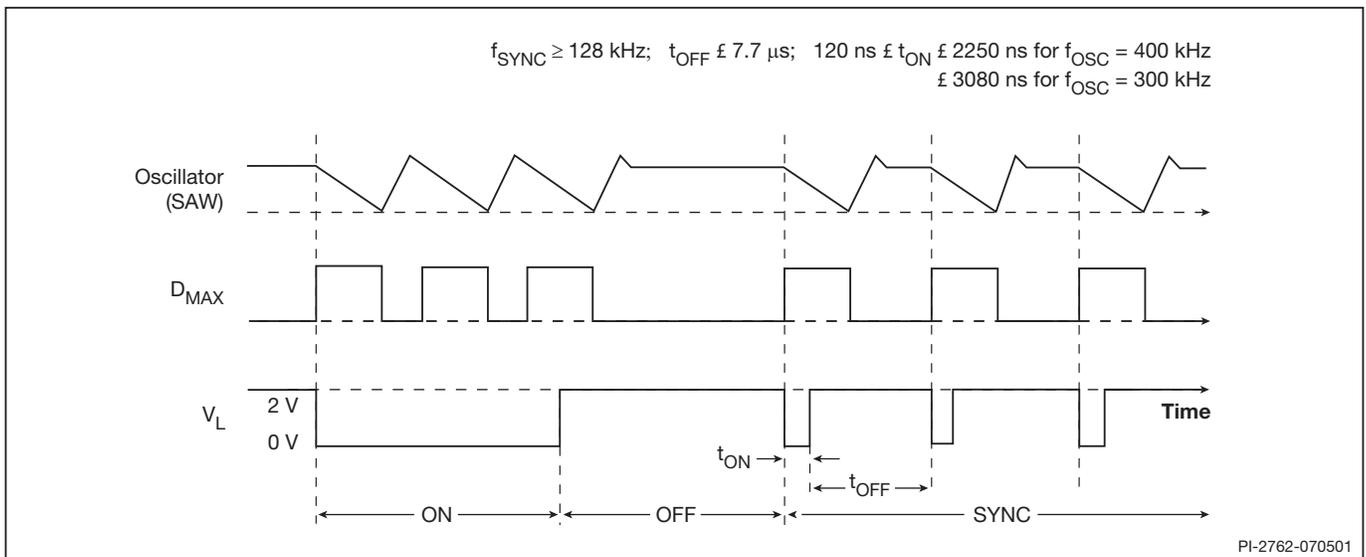 fSYNC ≥ 128 kHz; tOFF £ 7.7 μs; 120 ns £ tON £ 2250 ns for fOSC = 400 kHz
£ 3080 ns for fOSC = 300 kHz
Oscillator
(SAW)
DMAX
VL
2 V
0 V
Time
tON
tOFF
ON
OFF
SYNC
PI-2762-070501